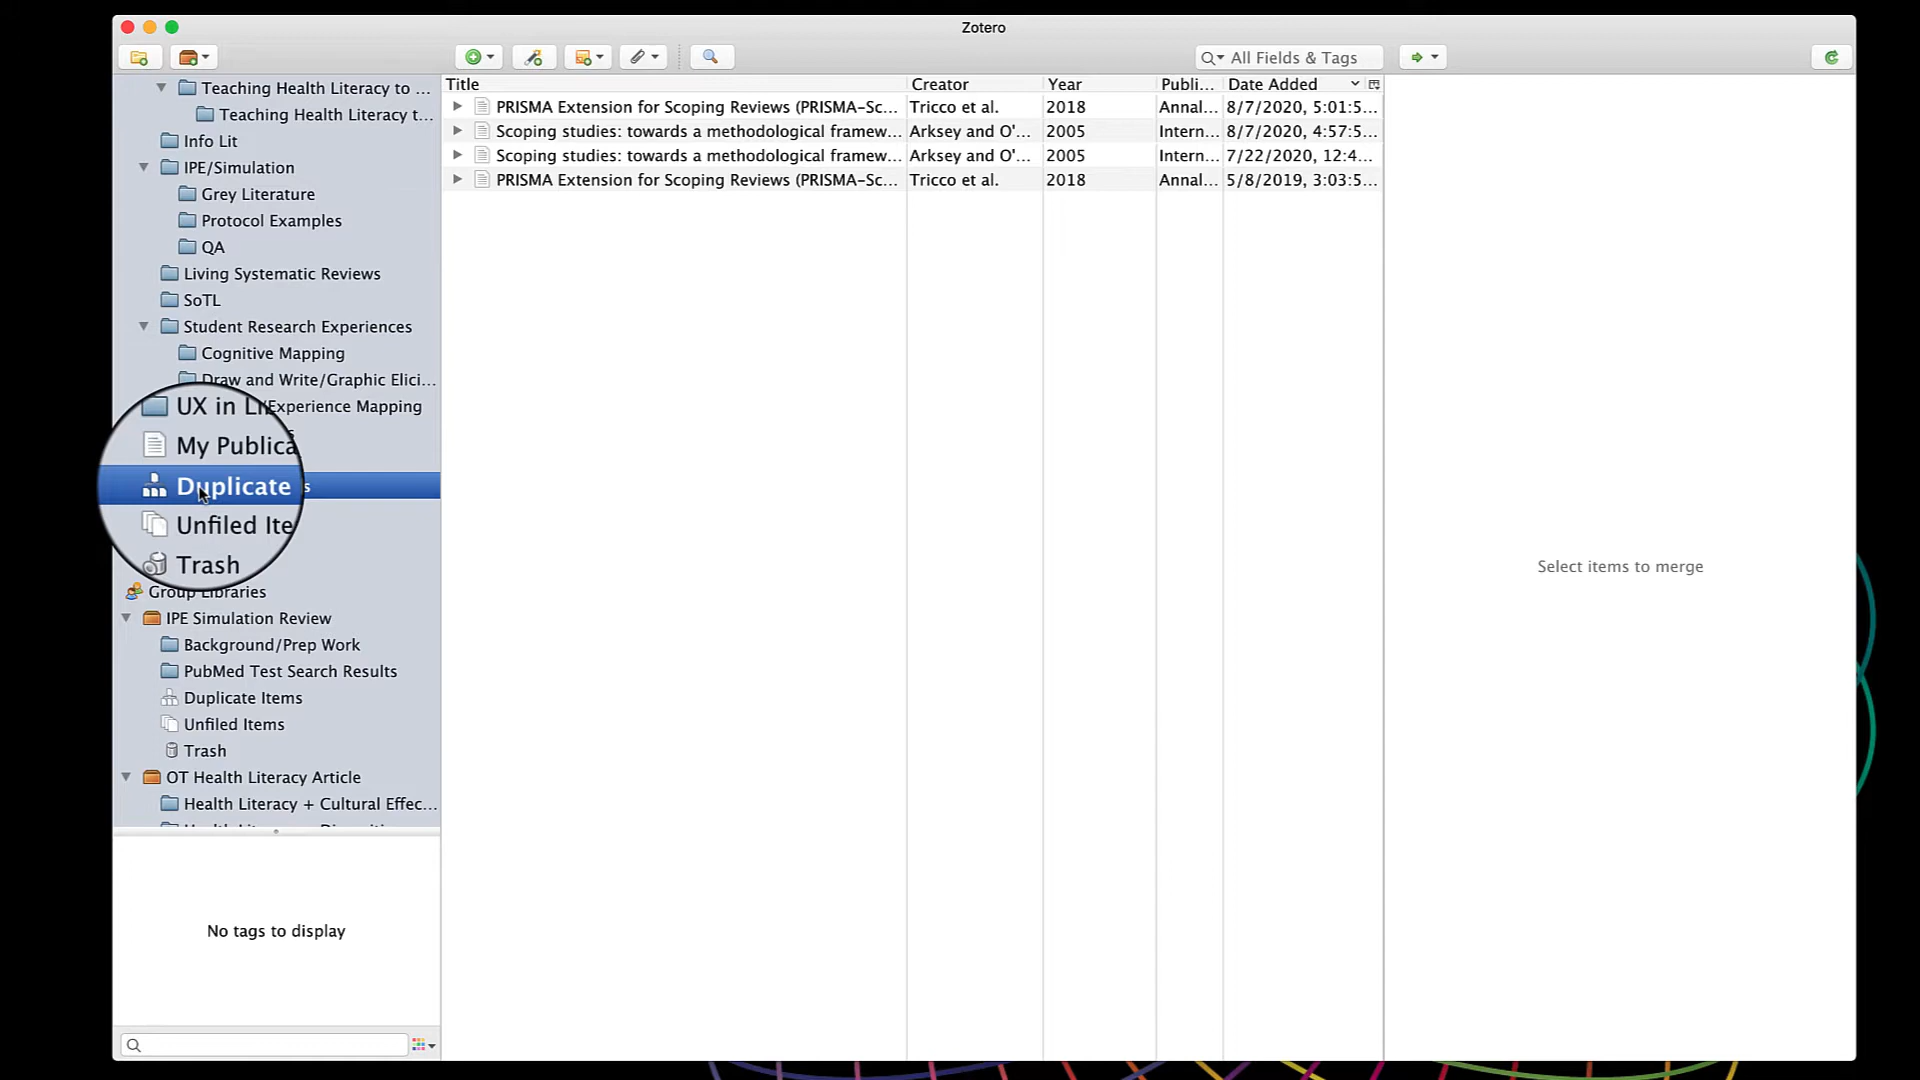 Zotero
All Fields & Tags
Teaching Health Literacy to ...
Teaching Health Literacy t...
Info Lit
IPE/Simulation
Grey Literature
Protocol Examples
QA
Living Systematic Reviews
SoTL
Student Research Experiences
Cognitive Mapping
Draw and Write/Graphic Elici...
UX in Li
/Experience Mapping
My Publica
Duplicate
s
Unfiled Ite
Trash
Group Libraries
IPE Simulation Review
Background/Prep Work
PubMed Test Search Results
Duplicate Items
Unfiled Items
Trash
OT Health Literacy Article
Health Literacy + Cultural Effec...
No tags to display
Title Creator Year Publi... Date Added
PRISMA Extension for Scoping Reviews (PRISMA-Sc... Tricco et al. 2018 Annal... 8/7/2020, 5:01:5...
Scoping studies: towards a methodological framew... Arksey and O'... 2005 Intern... 8/7/2020, 4:57:5...
Scoping studies: towards a methodological framew... Arksey and O'... 2005 Intern... 7/22/2020, 12:4...
PRISMA Extension for Scoping Reviews (PRISMA-Sc... Tricco et al. 2018 Annal... 5/8/2019, 3:03:5...
Select items to merge